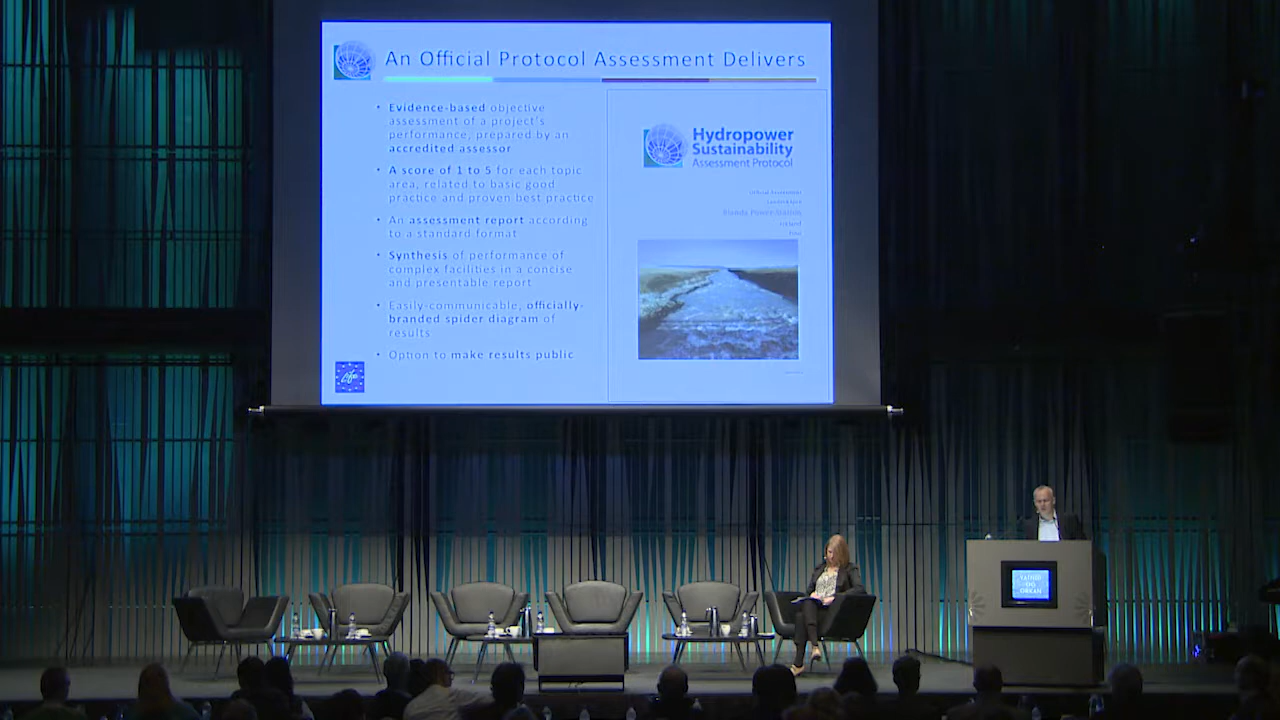 An Official Protocol Assessment Delivers
• Evidence-based objective
assessment of a project's
performance, prepared by an
accredited assessor
• A score of 1 to 5 for each topic
area, related to basic good
practice and proven best practice
• An assessment report according
to a standard format
• Synthesis of performance of
complex facilities in a concise
and presentable report
• Easily-communicable, officially-
branded spider diagram of
results
• Option to make results public
Hydropower
Sustainability
Assessment Protocol
Official Assessment
Blanda Power Station